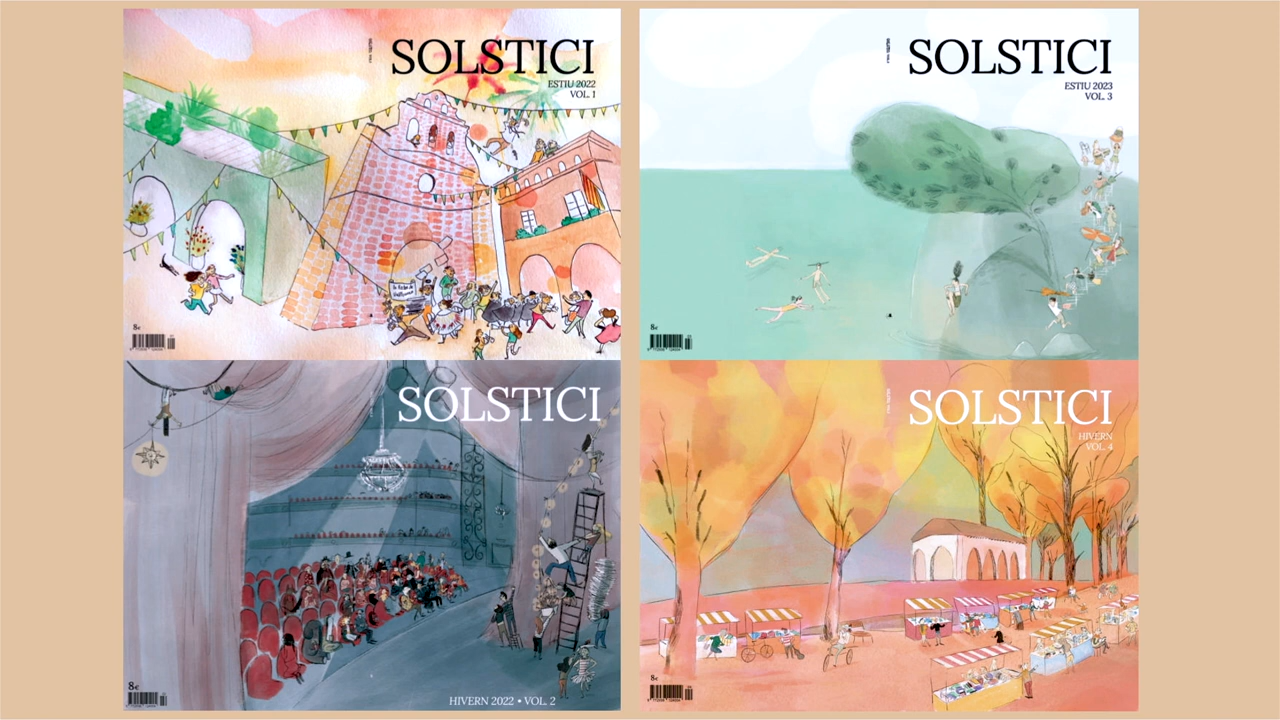 SOLSTICI
ESTIU 2022
VOL. 1
8€
SOLSTICI
ESTIU 2023
VOL. 3
8€
SOLSTICI
8€
HIVERN 2022 • VOL. 2
SOLSTICI
HIVERN
VOL. 4
8€